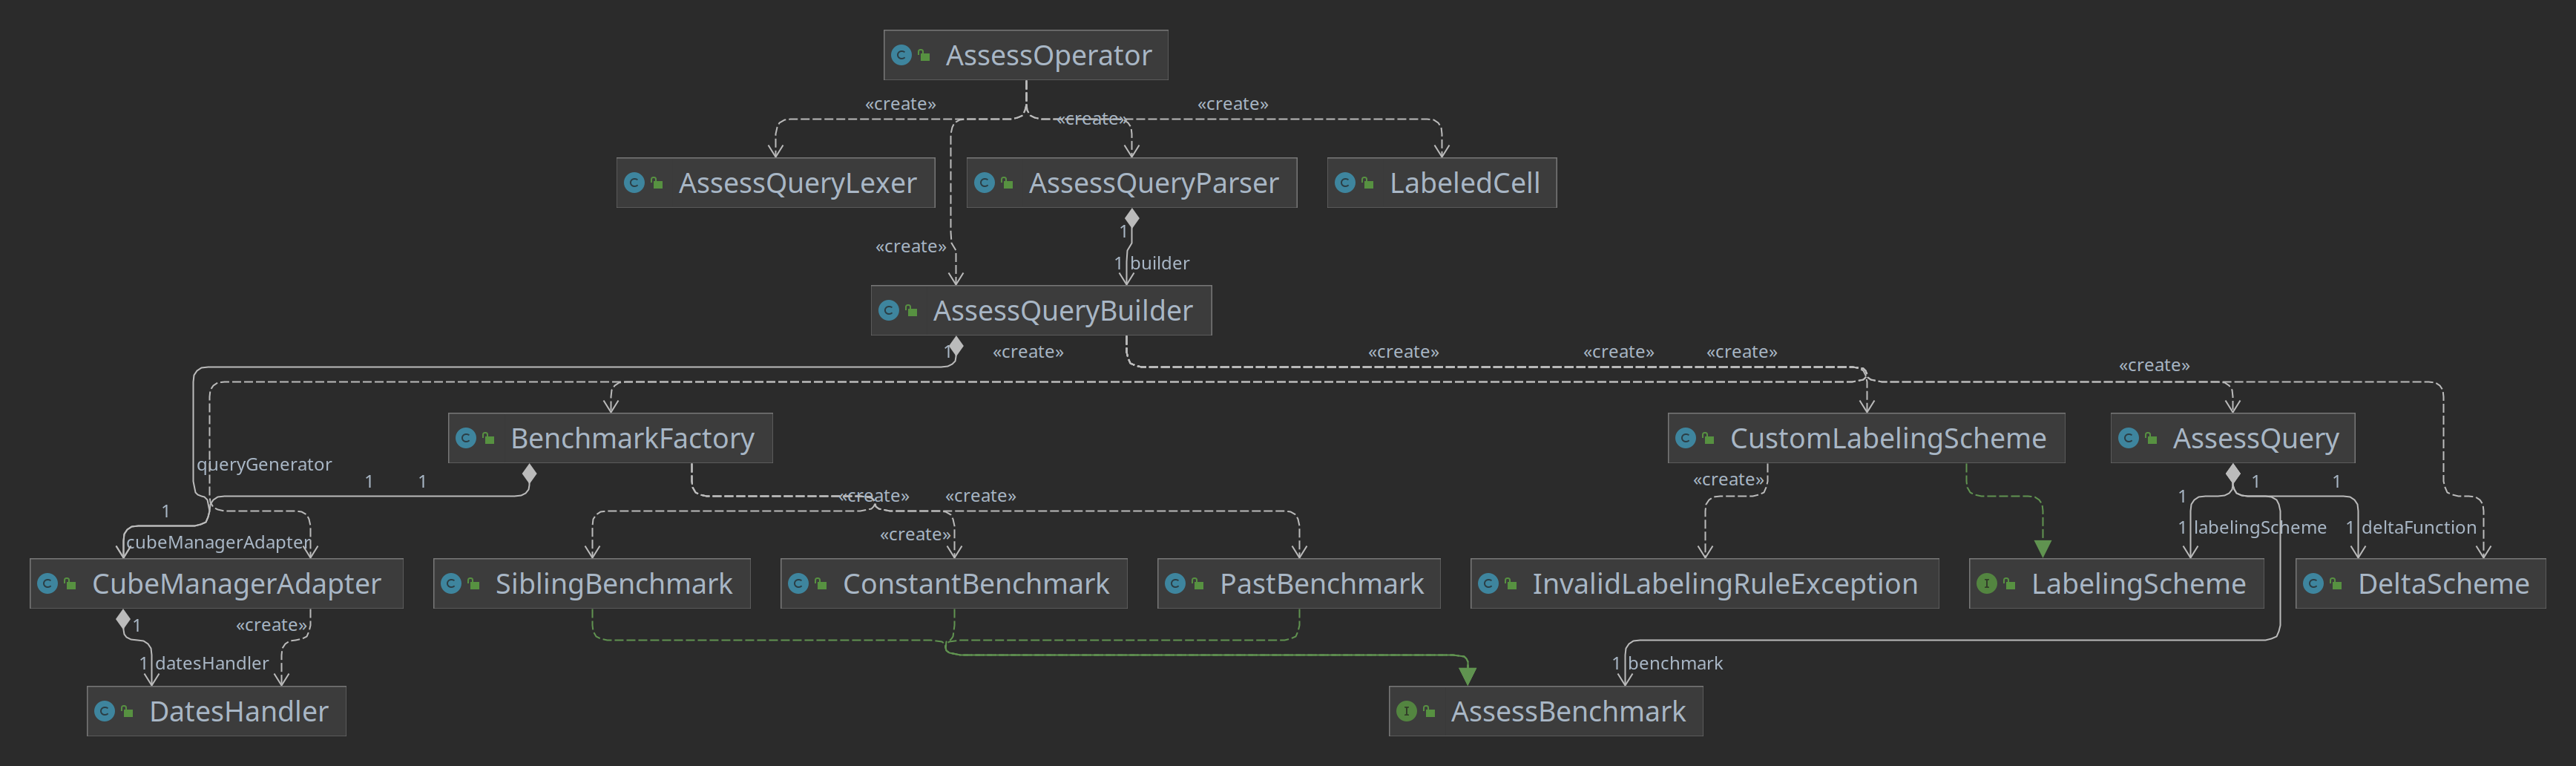 AssessOperator
«create»
«create»
«create»
AssessQueryLexer
AssessQueryParser
LabeledCell
1
«create»
1 builder
AssessQueryBuilder
1
«create»
«create»
«create»
«create»
«create»
BenchmarkFactory
CustomLabelingScheme
AssessQuery
queryGenerator
1
1
«create»
1
1
1
«create»
«create»
1
1
cubeManagerAdapter
«create»
1 labelingScheme
1 deltaFunction
CubeManagerAdapter
SiblingBenchmark
ConstantBenchmark
PastBenchmark
InvalidLabelingRuleException
LabelingScheme
DeltaScheme
1
«create»
1 datesHandler
1 benchmark
DatesHandler
AssessBenchmark